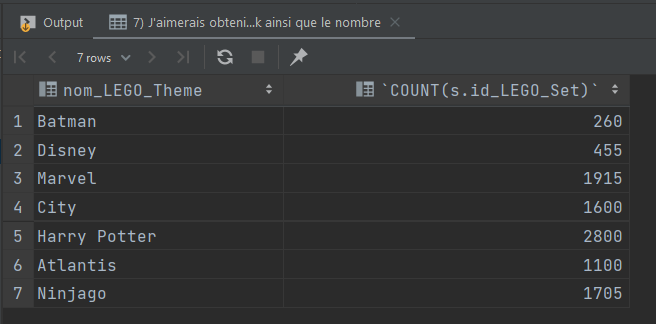 Output 7) J'aimerais obteni...k ainsi que le nombre
7 rows
nom_LEGO_Theme `COUNT(s.id_LEGO_Set)`
1 Batman 260
2 Disney 455
3 Marvel 1915
4 City 1600
5 Harry Potter 2800
6 Atlantis 1100
7 Ninjago 1705